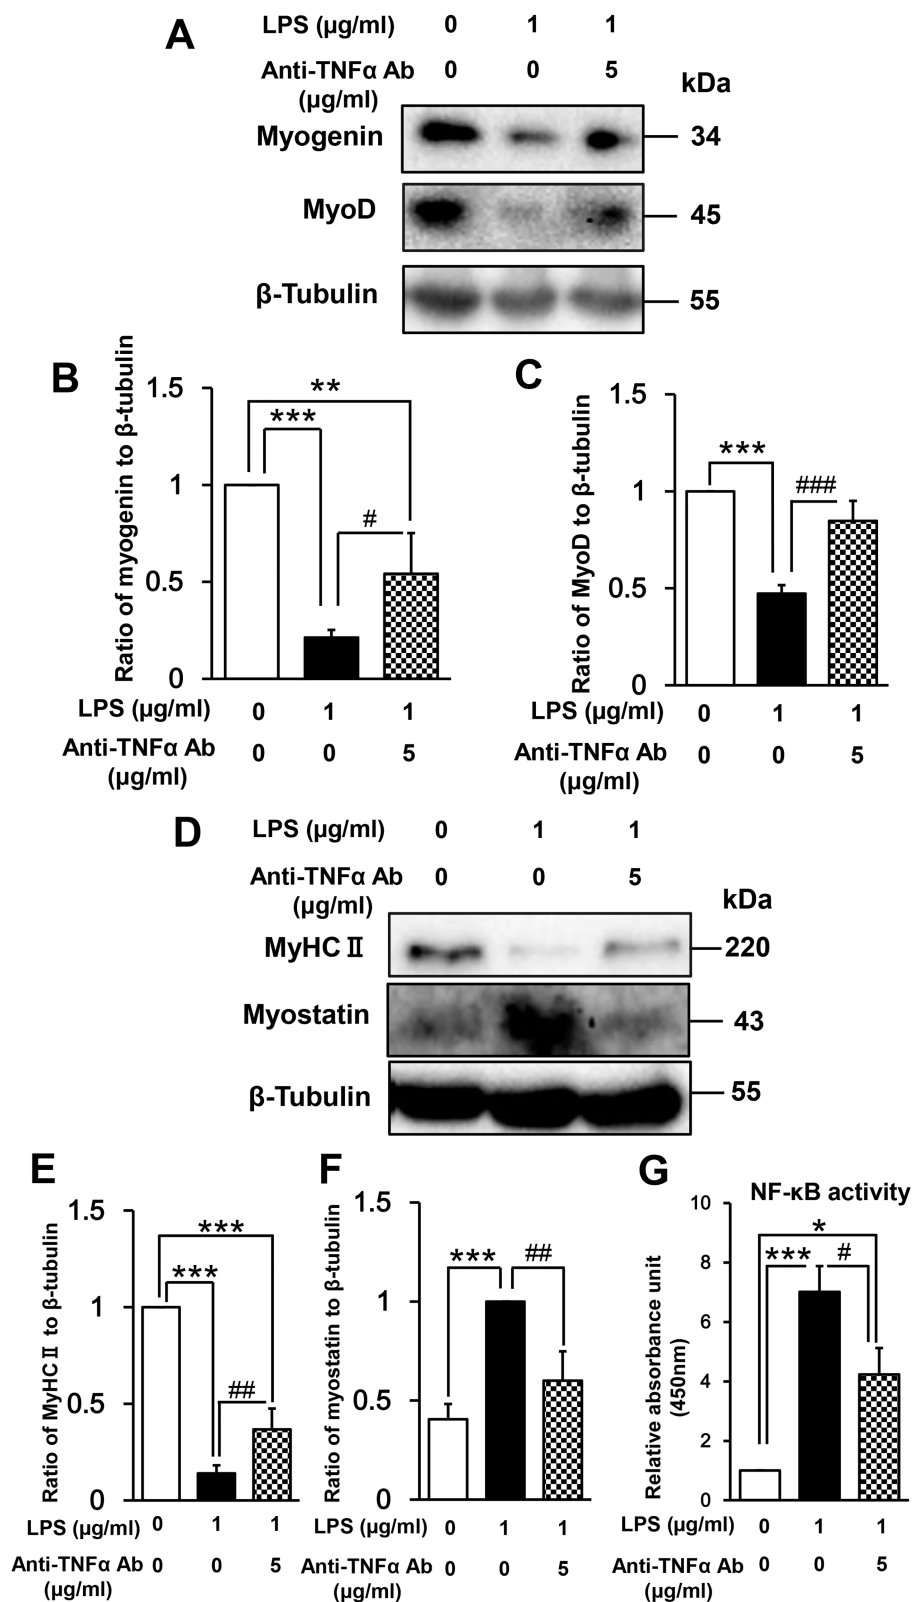 A
LPS (μg/ml) 0 1 1
Anti-TNFα Ab 0 0 5
(μg/ml)
kDa
Myogenin 34
MyoD 45
β-Tubulin 55
B
Ratio of myogenin to β-tubulin
1.5
1
0.5
0
**
***
#
LPS (μg/ml) 0 1 1
Anti-TNFα Ab 0 0 5
(μg/ml)
C
Ratio of MyoD to β-tubulin
1.5
1
0.5
0
***
###
LPS (μg/ml) 0 1 1
Anti-TNFα Ab 0 0 5
(μg/ml)
D
LPS (μg/ml) 0 1 1
Anti-TNFα Ab 0 0 5
(μg/ml)
kDa
MyHCⅡ 220
Myostatin 43
β-Tubulin 55
E
Ratio of MyHCⅡ to β-tubulin
1.5
1
0.5
0
***
***
##
LPS (μg/ml) 0 1 1
Anti-TNFα Ab 0 0 5
(μg/ml)
F
Ratio of myostatin to β-tubulin
1.5
1
0.5
0
***
##
LPS (μg/ml) 0 1 1
Anti-TNFα Ab 0 0 5
(μg/ml)
G
NF-κB activity
Relative absorbance unit
(450nm)
10
8
6
4
2
0
*
***
#
LPS (μg/ml) 0 1 1
Anti-TNFα Ab 0 0 5
(μg/ml)